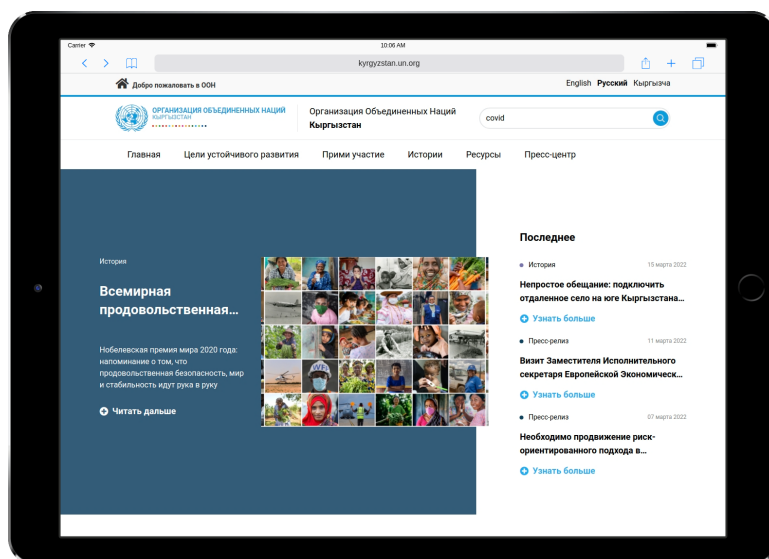 Carrier
10:06 AM
kyrgyzstan.un.org
Добро пожаловать в ООН
English Русский Кыргызча
ОРГАНИЗАЦИЯ ОБЪЕДИНЕННЫХ НАЦИЙ
КЫРГЫЗСТАН
Организация Объединенных Наций
Кыргызстан
covid
Главная Цели устойчивого развития Прими участие Истории Ресурсы Пресс-центр
История
Всемирная
продовольственная…
Нобелевская премия мира 2020 года:
напоминание о том, что
продовольственная безопасность, мир
и стабильность идут рука в руку
Читать дальше
WFP
Последнее
История 15 марта 2022
Непростое обещание: подключить
отдаленное село на юге Кыргызстана…
Узнать больше
Пресс-релиз 11 марта 2022
Визит Заместителя Исполнительного
секретаря Европейской Экономическ…
Узнать больше
Пресс-релиз 07 марта 2022
Необходимо продвижение риск-
ориентированного подхода в…
Узнать больше